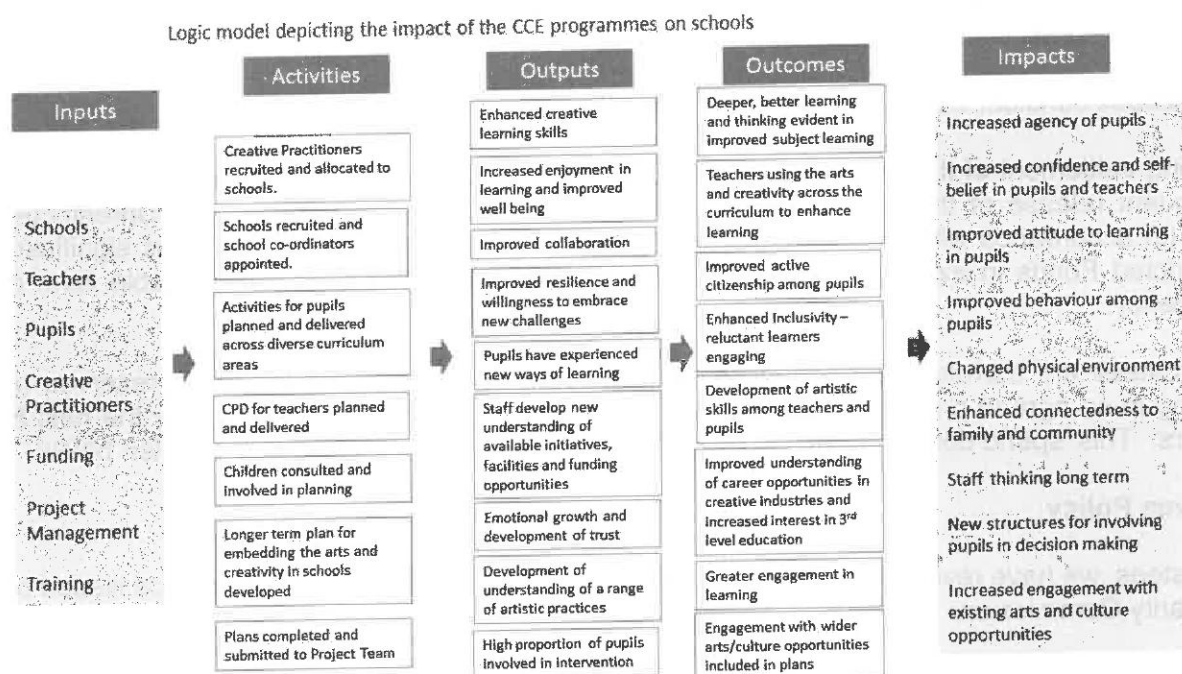 Logic model depicting the impact of the CCE programmes on schools
Inputs
Schools
Teachers
Pupils
Creative
Practitioners
Funding
Project
Management
Training
Activities
Creative Practitioners
recruited and allocated to
schools.
Schools recruited and
school co-ordinators
appointed.
Activities for pupils
planned and delivered
across diverse curriculum
areas
CPD for teachers planned
and delivered
Children consulted and
involved in planning
Longer term plan for
embedding the arts and
creativity in schools
developed
Plans completed and
submitted to Project Team
Outputs
Enhanced creative
learning skills
Increased enjoyment in
learning and improved
well being
Improved collaboration
Improved resilience and
willingness to embrace
new challenges
Pupils have experienced
new ways of learning
Staff develop new
understanding of
available initiatives,
facilities and funding
opportunities
Emotional growth and
development of trust
Development of
understanding of a range
of artistic practices
High proportion of pupils
involved in intervention
Outcomes
Deeper, better learning
and thinking evident in
improved subject learning
Teachers using the arts
and creativity across the
curriculum to enhance
learning
Improved active
citizenship among pupils
Enhanced Inclusivity –
reluctant learners
engaging
Development of artistic
skills among teachers and
pupils
Improved understanding
of career opportunities in
creative industries and
increased interest in 3rd
level education
Greater engagement in
learning
Engagement with wider
arts/culture opportunities
included in plans
Impacts
Increased agency of pupils
Increased confidence and self-
belief in pupils and teachers
Improved attitude to learning
in pupils
Improved behaviour among
pupils
Changed physical environment
Enhanced connectedness to
family and community
Staff thinking long term
New structures for involving
pupils in decision making
Increased engagement with
existing arts and culture
opportunities